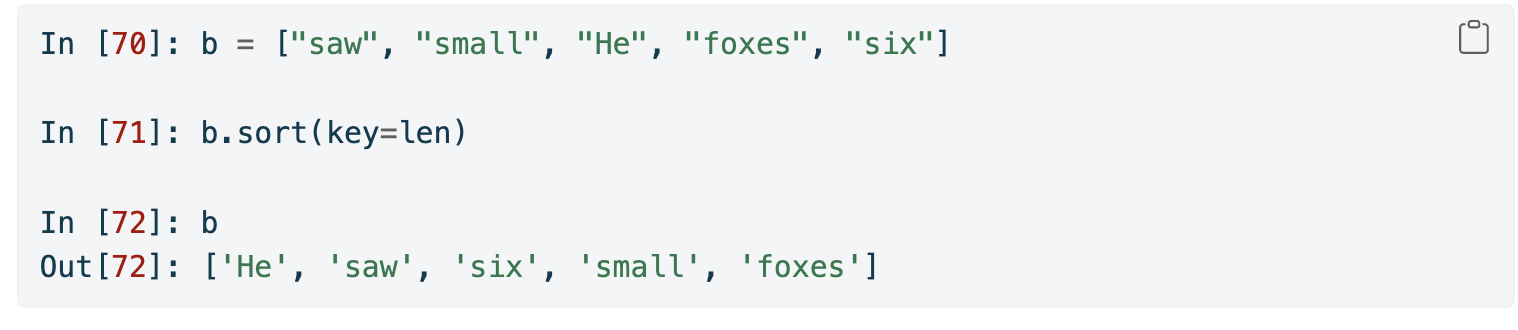 In [70]: b = ["saw", "small", "He", "foxes", "six"]
In [71]: b.sort(key=len)
In [72]: b
Out[72]: ['He', 'saw', 'six', 'small', 'foxes']